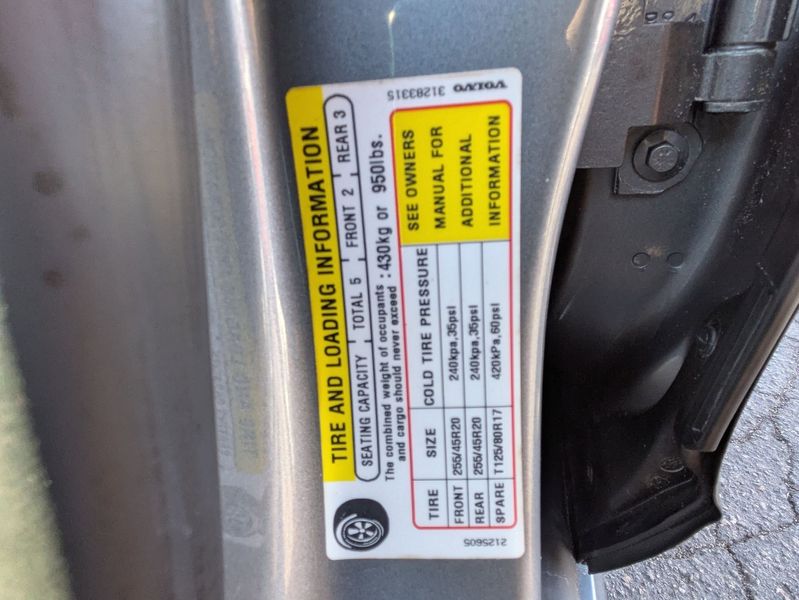 TIRE AND LOADING INFORMATION
SEATING CAPACITY TOTAL 5 FRONT 2 REAR 3
The combined weight of occupants and cargo should never exceed : 430kg or 950lbs.
TIRE SIZE COLD TIRE PRESSURE SEE OWNERS MANUAL FOR ADDITIONAL INFORMATION
FRONT 255/45R20 240kpa,35psi
REAR 255/45R20 240kpa,35psi
SPARE T125/80R17 420kPa,60psi
2125605
VOLVO 31283315